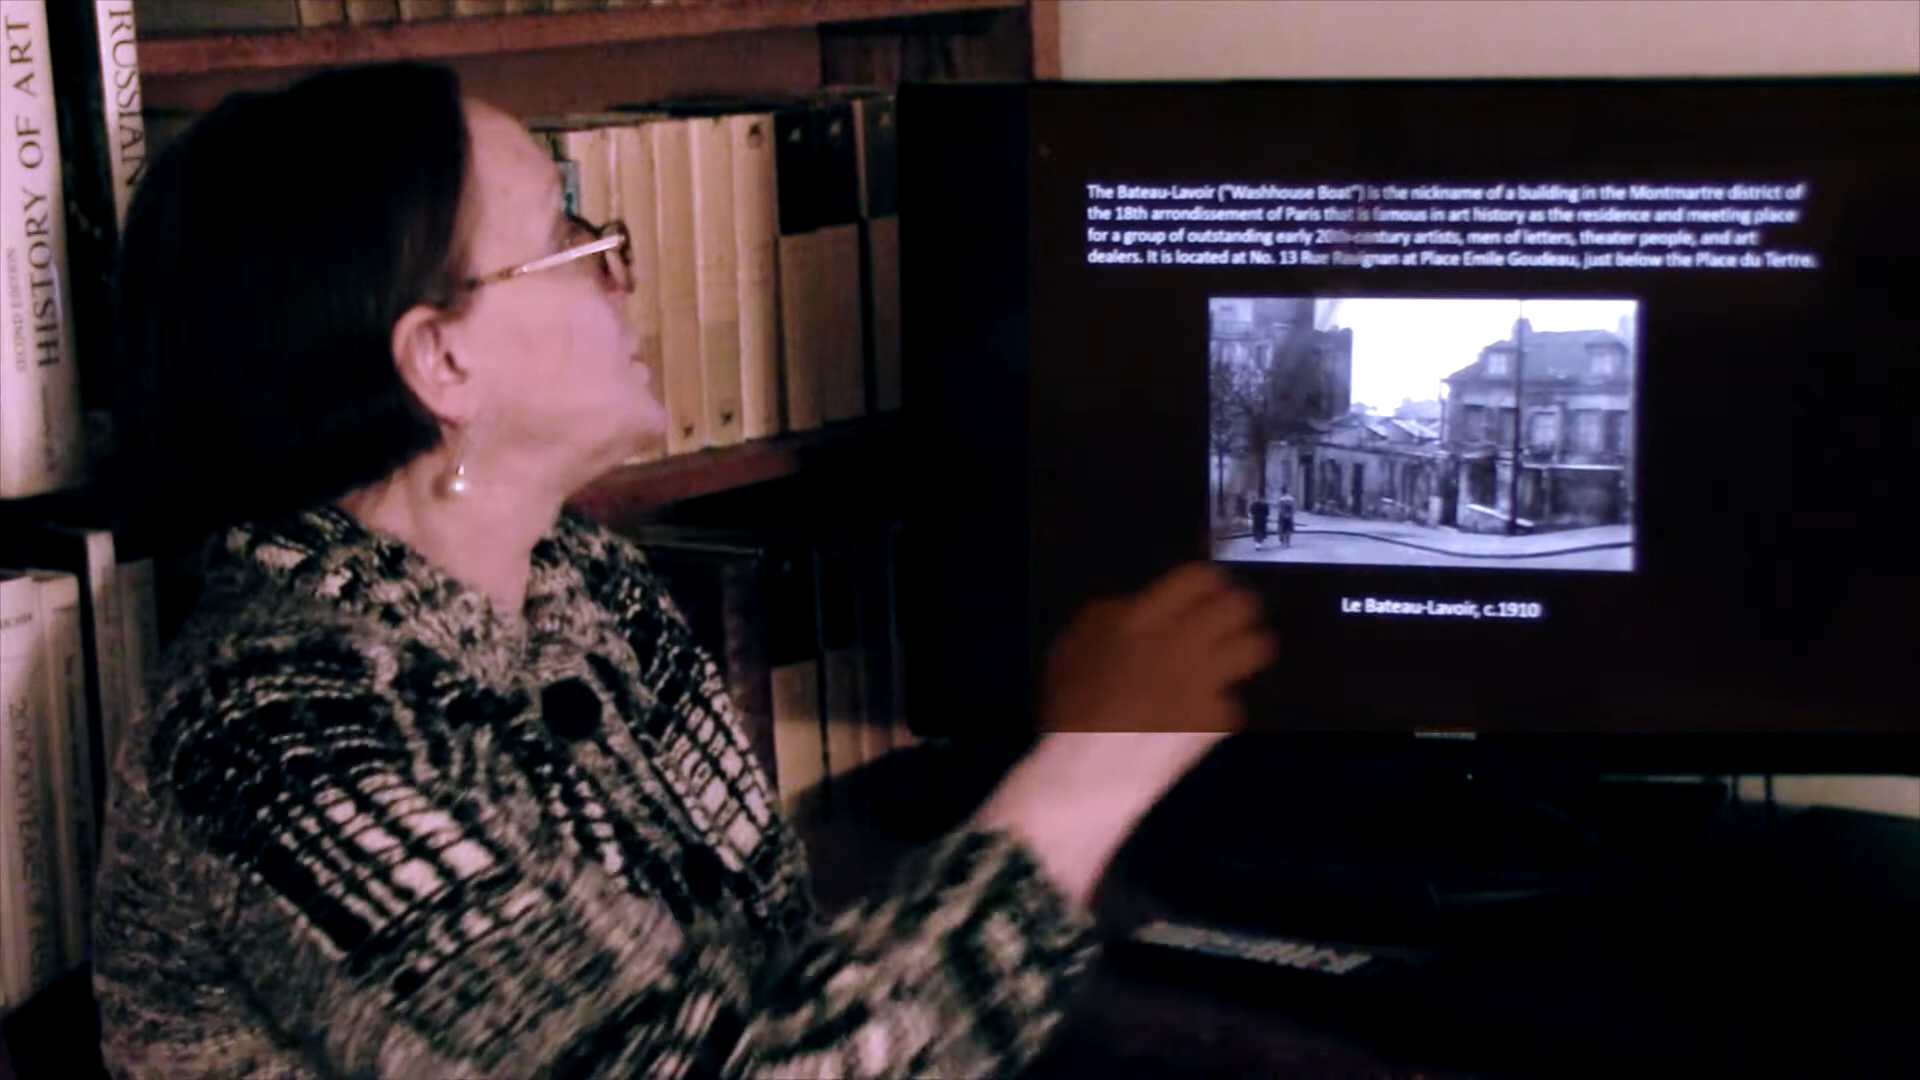 HISTORY OF ART
SECOND EDITION
RUSSIAN
The Bateau-Lavoir ("Washhouse Boat") is the nickname of a building in the Montmartre district of
the 18th arrondissement of Paris that is famous in art history as the residence and meeting place
for a group of outstanding early 20th-century artists, men of letters, theater people, and art
dealers. It is located at No. 13 Rue Ravignan at Place Emile Goudeau, just below the Place du Tertre.
Le Bateau-Lavoir, c.1910